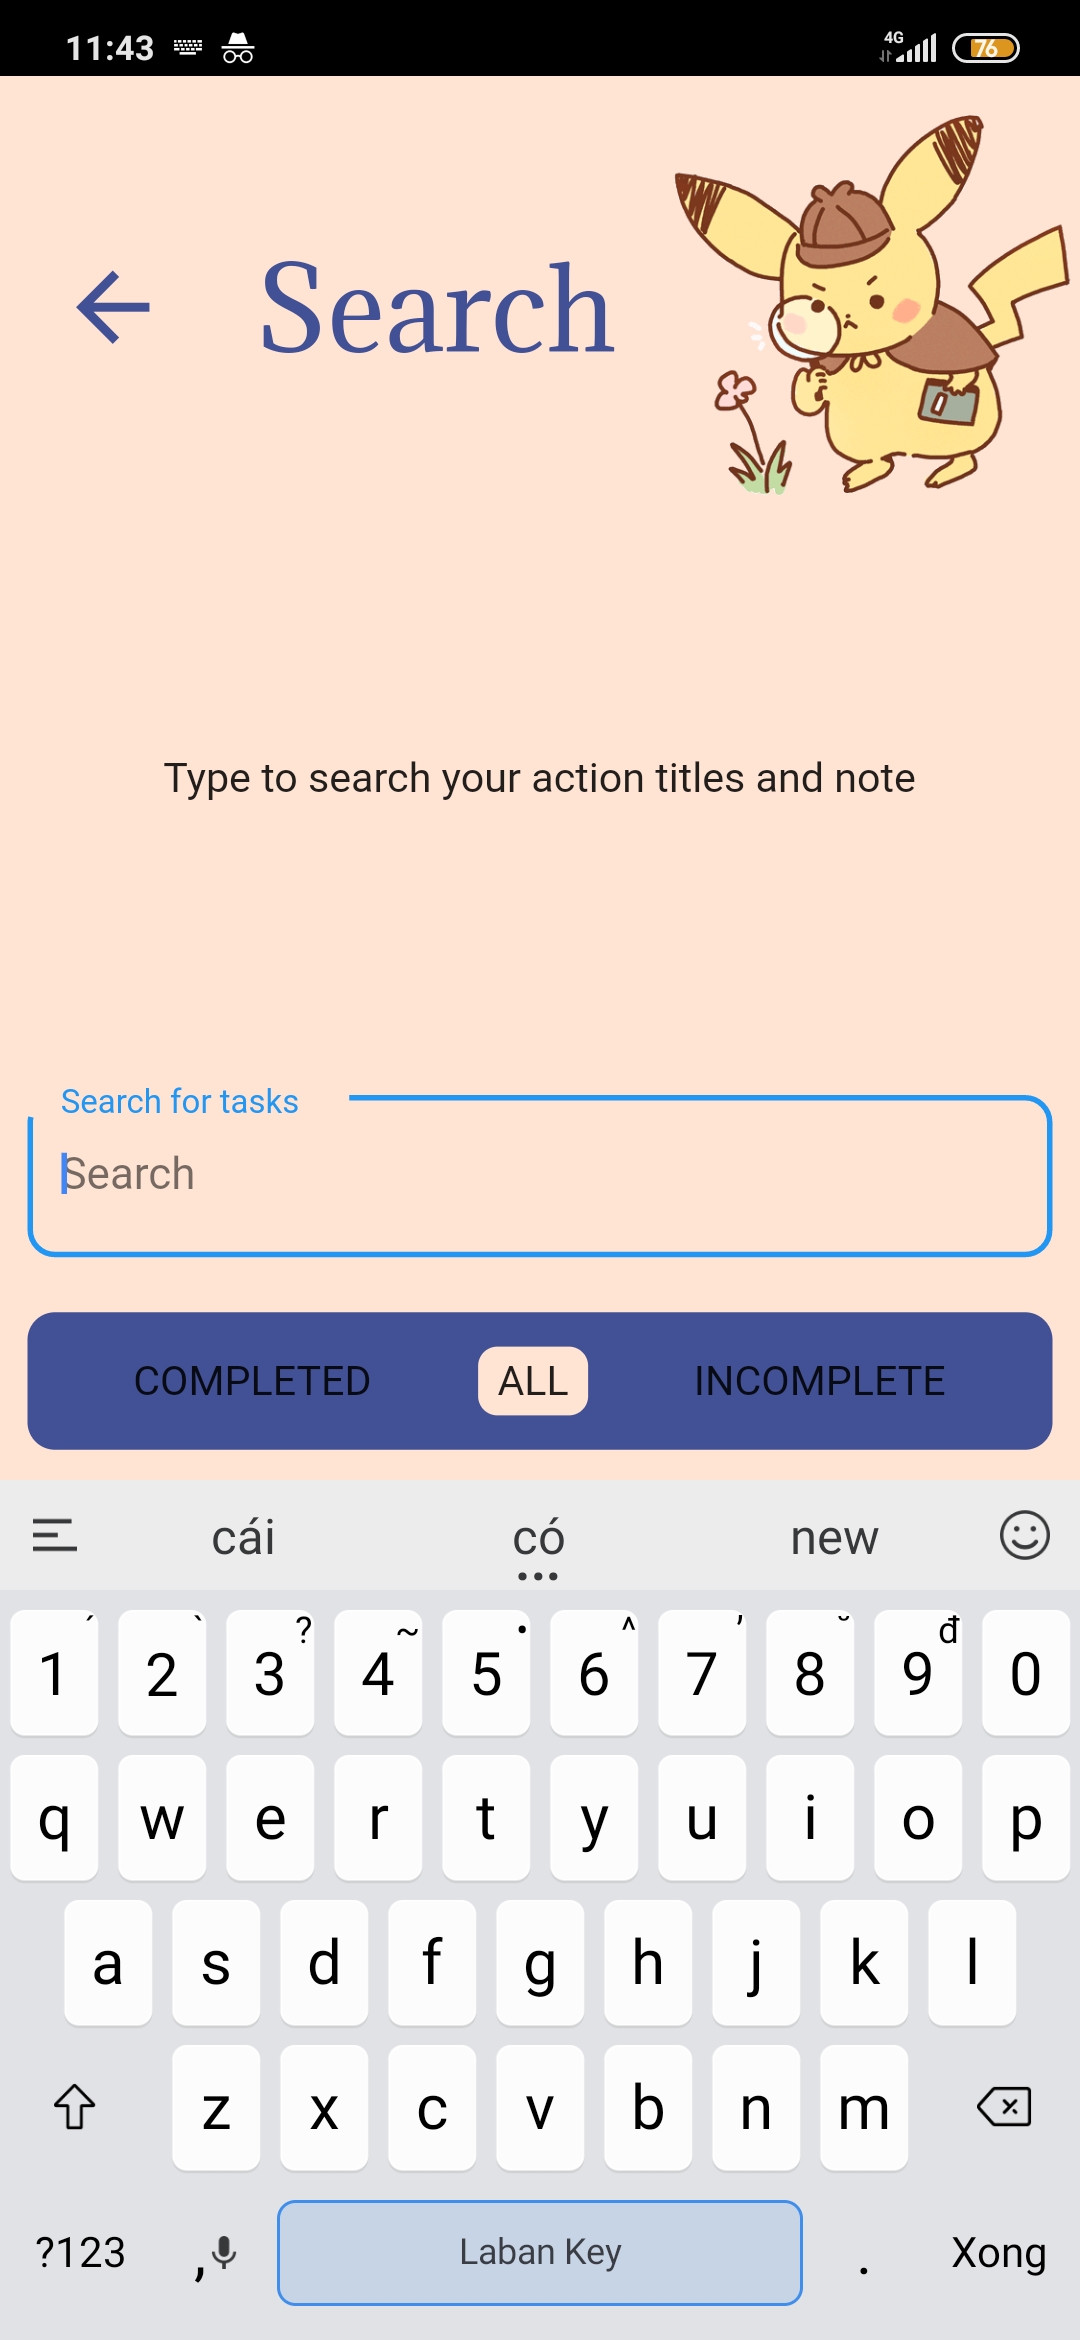 11:43 4G 76
Search
Type to search your action titles and note
Search for tasks
Search
COMPLETED ALL INCOMPLETE
cái có new
1 2 3 4 5 6 7 8 9 0
´ ` ? ~ • ^ ʼ ˘ đ
q w e r t y u i o p
a s d f g h j k l
z x c v b n m
?123 , Laban Key . Xong